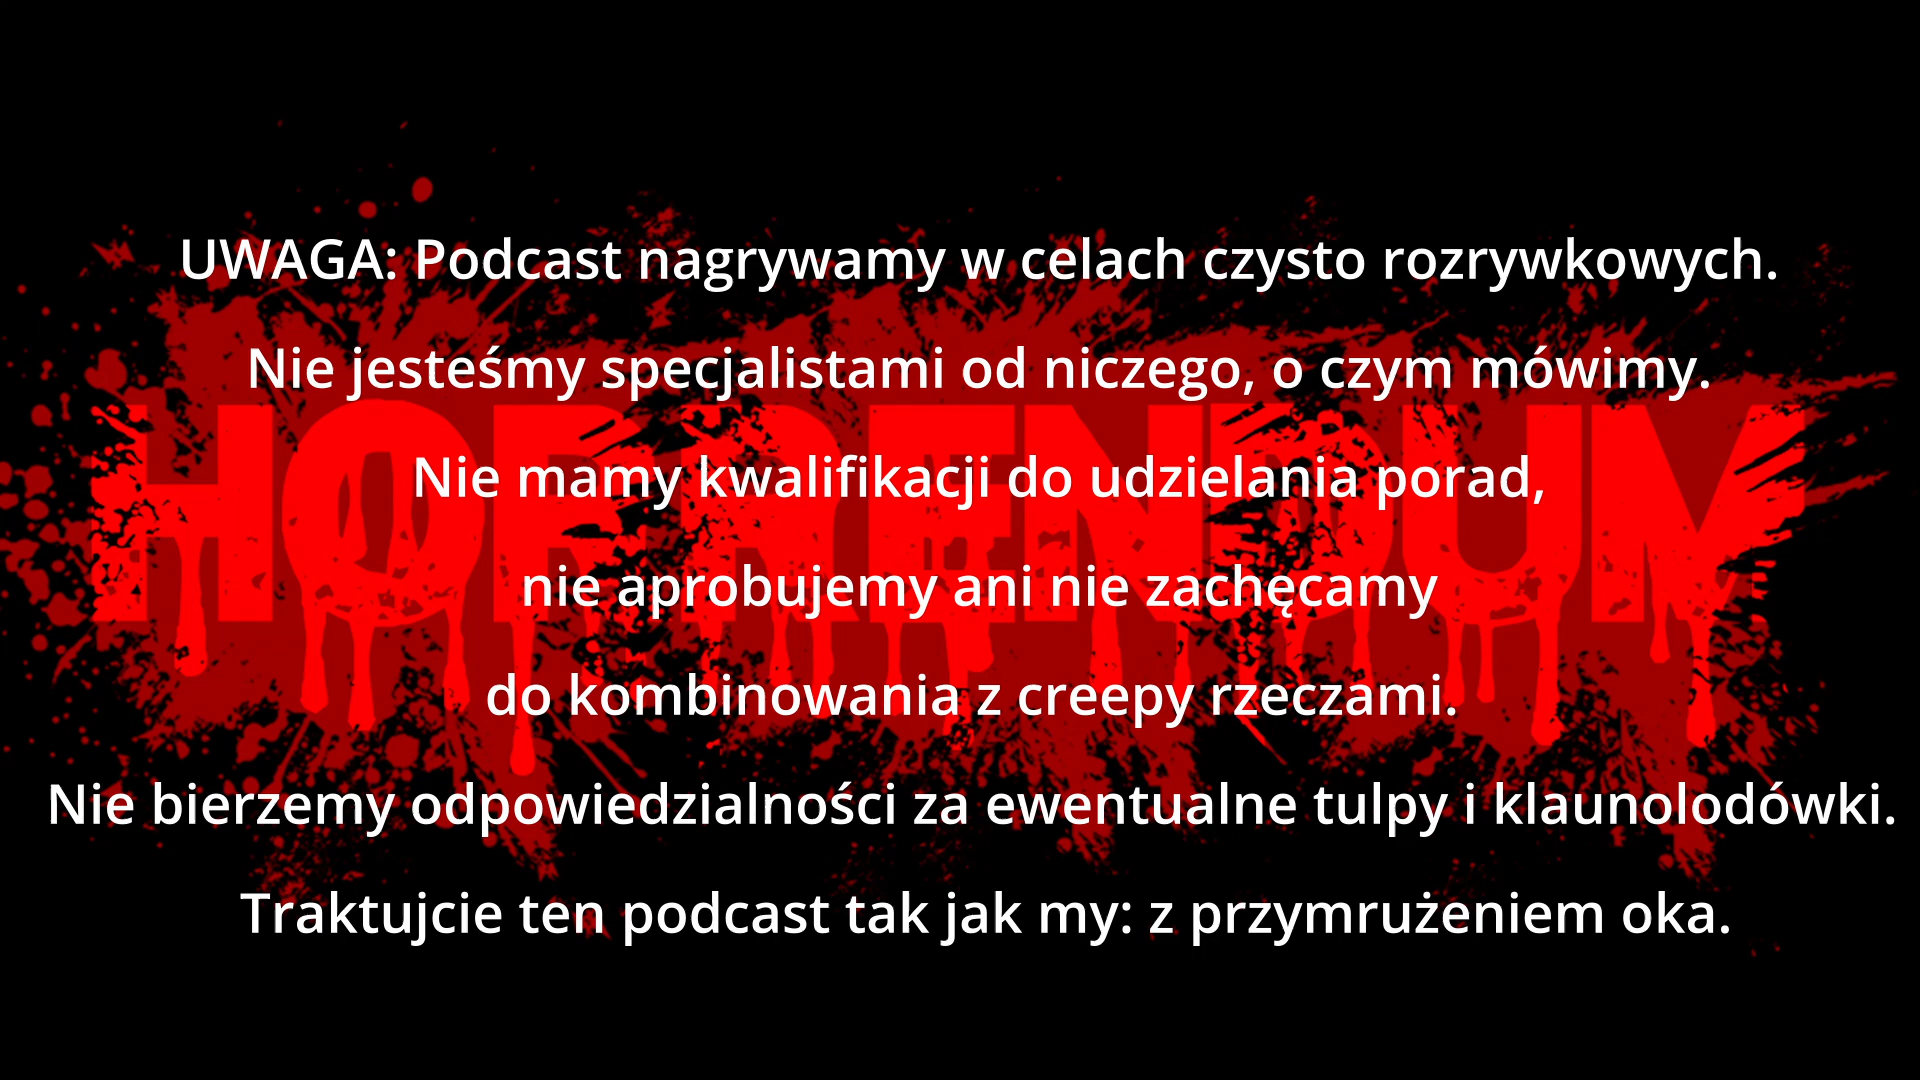 UWAGA: Podcast nagrywamy w celach czysto rozrywkowych.
Nie jesteśmy specjalistami od niczego, o czym mówimy.
HORRENDUM
Nie mamy kwalifikacji do udzielania porad,
nie aprobujemy ani nie zachęcamy
do kombinowania z creepy rzeczami.
Nie bierzemy odpowiedzialności za ewentualne tulpy i klaunolodówki.
Traktujcie ten podcast tak jak my: z przymrużeniem oka.